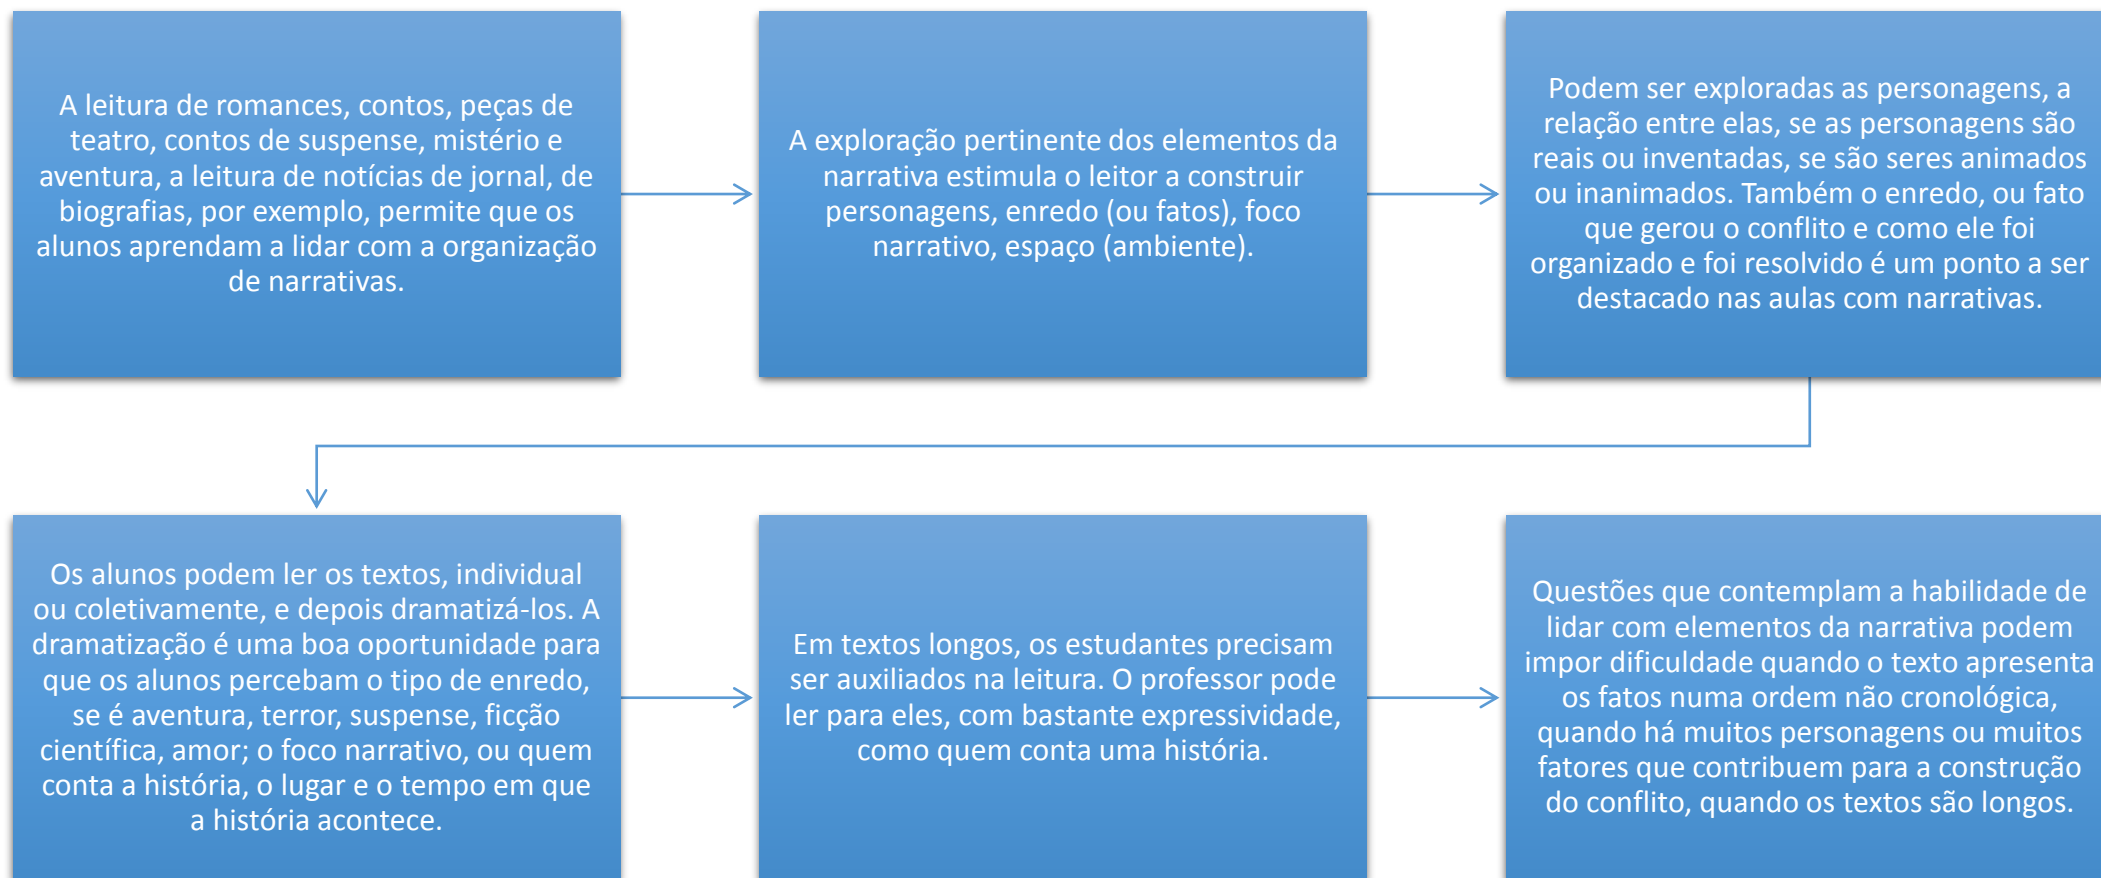 A leitura de romances, contos, peças de
teatro, contos de suspense, mistério e
aventura, a leitura de notícias de jornal, de
biografias, por exemplo, permite que os
alunos aprendam a lidar com a organização
de narrativas.
A exploração pertinente dos elementos da
narrativa estimula o leitor a construir
personagens, enredo (ou fatos), foco
narrativo, espaço (ambiente).
Podem ser exploradas as personagens, a
relação entre elas, se as personagens são
reais ou inventadas, se são seres animados
ou inanimados. Também o enredo, ou fato
que gerou o conflito e como ele foi
organizado e foi resolvido é um ponto a ser
destacado nas aulas com narrativas.
Os alunos podem ler os textos, individual
ou coletivamente, e depois dramatizá-los. A
dramatização é uma boa oportunidade para
que os alunos percebam o tipo de enredo,
se é aventura, terror, suspense, ficção
científica, amor; o foco narrativo, ou quem
conta a história, o lugar e o tempo em que
a história acontece.
Em textos longos, os estudantes precisam
ser auxiliados na leitura. O professor pode
ler para eles, com bastante expressividade,
como quem conta uma história.
Questões que contemplam a habilidade de
lidar com elementos da narrativa podem
impor dificuldade quando o texto apresenta
os fatos numa ordem não cronológica,
quando há muitos personagens ou muitos
fatores que contribuem para a construção
do conflito, quando os textos são longos.